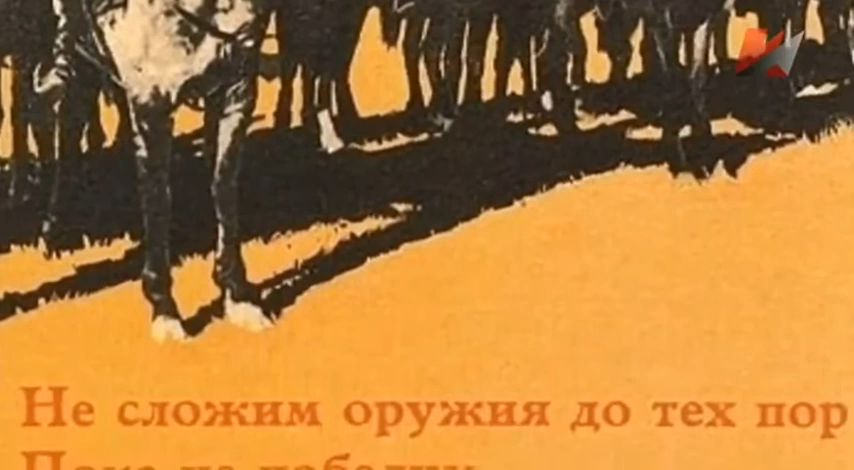 Не сложим оружия до тех пор